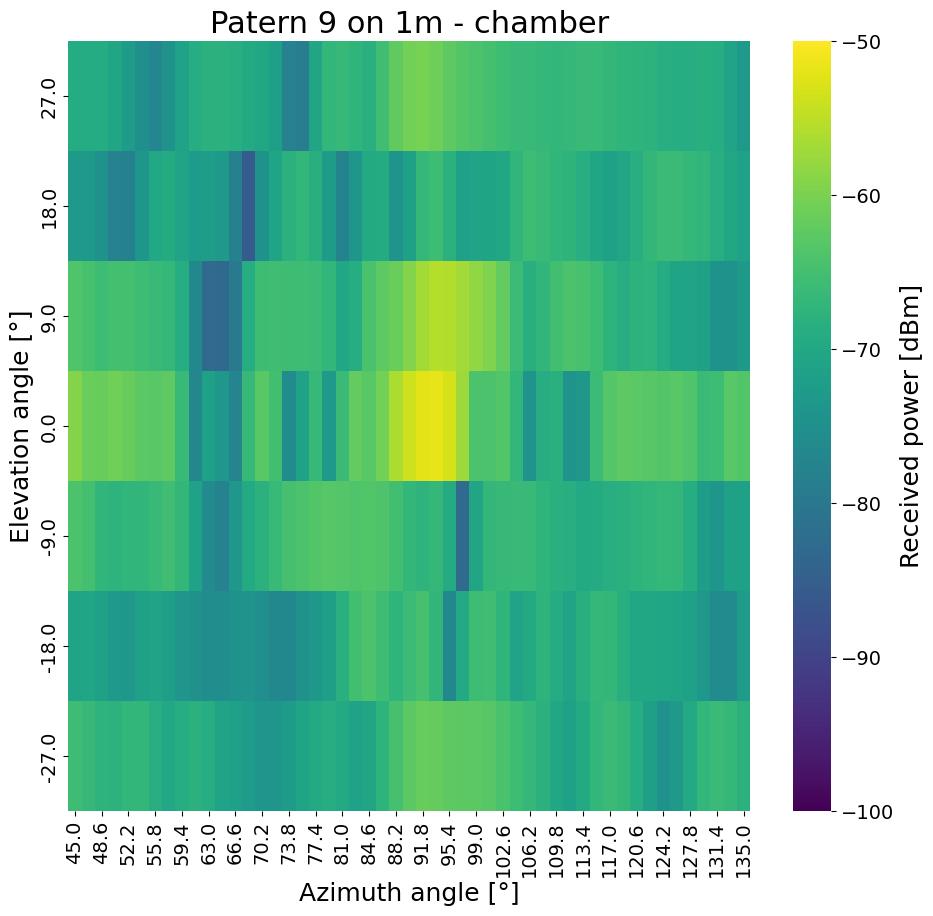 Patern 9 on 1m - chamber
Elevation angle [°]
27.0
18.0
9.0
0.0
-9.0
-18.0
-27.0
45.0 48.6 52.2 55.8 59.4 63.0 66.6 70.2 73.8 77.4 81.0 84.6 88.2 91.8 95.4 99.0 102.6 106.2 109.8 113.4 117.0 120.6 124.2 127.8 131.4 135.0
Azimuth angle [°]
−50
−60
−70
−80
−90
−100
Received power [dBm]